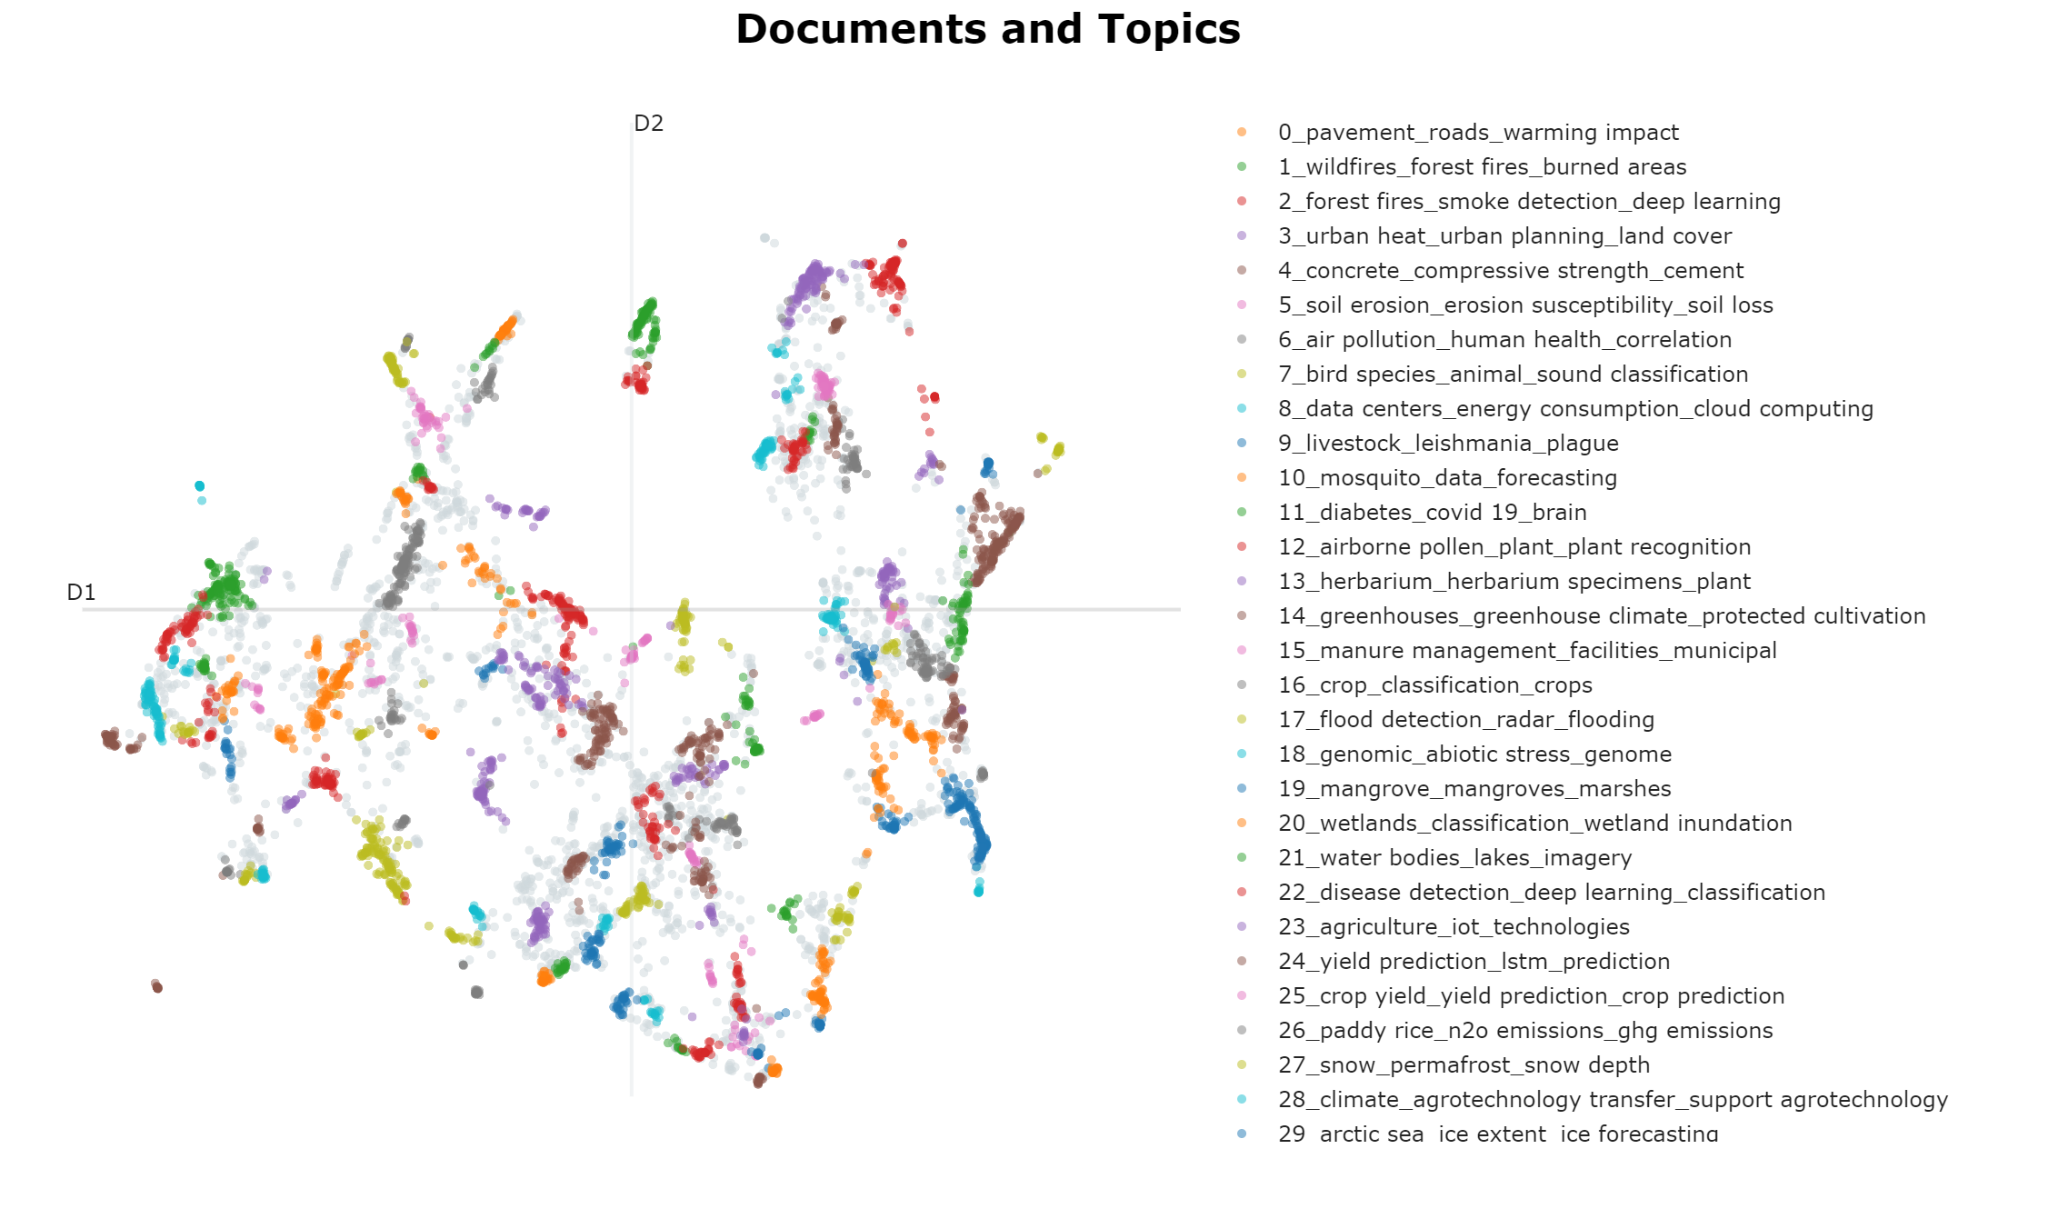 Documents and Topics
D2
D1
0_pavement_roads_warming impact
1_wildfires_forest fires_burned areas
2_forest fires_smoke detection_deep learning
3_urban heat_urban planning_land cover
4_concrete_compressive strength_cement
5_soil erosion_erosion susceptibility_soil loss
6_air pollution_human health_correlation
7_bird species_animal_sound classification
8_data centers_energy consumption_cloud computing
9_livestock_leishmania_plague
10_mosquito_data_forecasting
11_diabetes_covid 19_brain
12_airborne pollen_plant_plant recognition
13_herbarium_herbarium specimens_plant
14_greenhouses_greenhouse climate_protected cultivation
15_manure management_facilities_municipal
16_crop_classification_crops
17_flood detection_radar_flooding
18_genomic_abiotic stress_genome
19_mangrove_mangroves_marshes
20_wetlands_classification_wetland inundation
21_water bodies_lakes_imagery
22_disease detection_deep learning_classification
23_agriculture_iot_technologies
24_yield prediction_lstm_prediction
25_crop yield_yield prediction_crop prediction
26_paddy rice_n2o emissions_ghg emissions
27_snow_permafrost_snow depth
28_climate_agrotechnology transfer_support agrotechnology
29_arctic sea_ice extent_ice forecasting